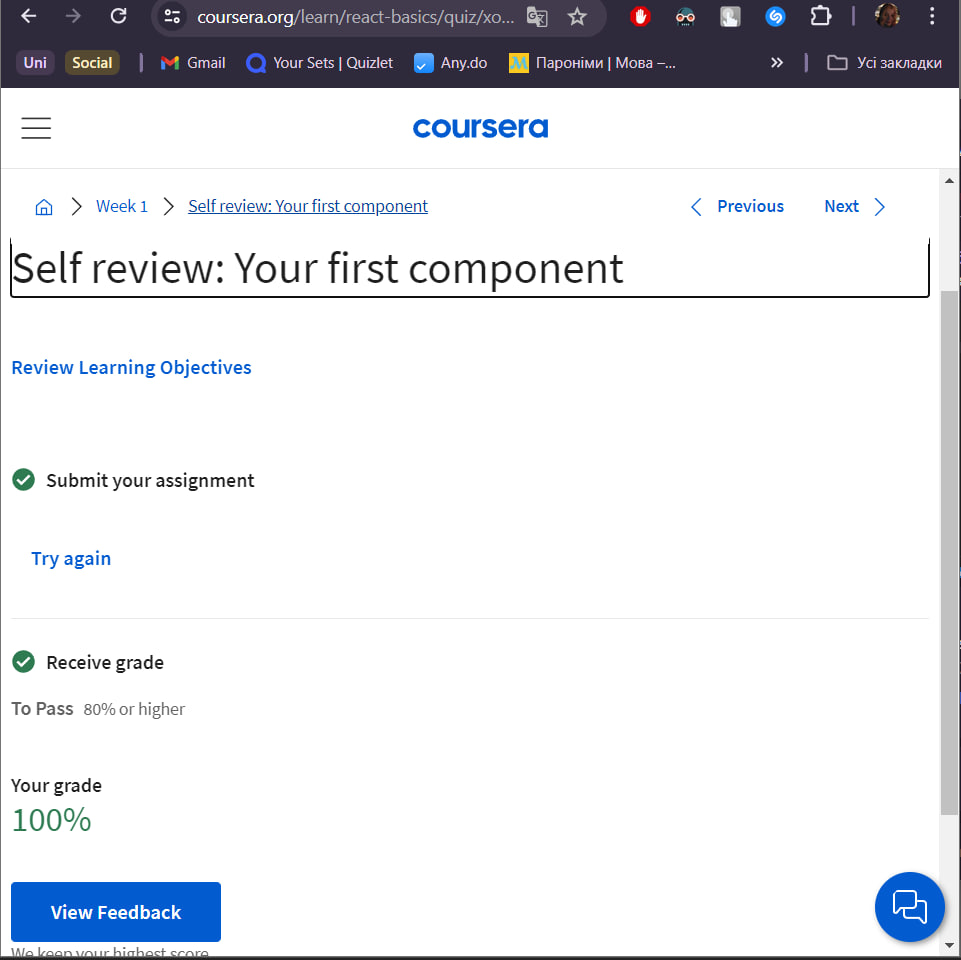 coursera.org/learn/react-basics/quiz/xo...
Uni Social Gmail Your Sets | Quizlet Any.do Пароніми | Мова –... Усі закладки
coursera
Week 1 Self review: Your first component Previous Next
Self review: Your first component
Review Learning Objectives
Submit your assignment
Try again
Receive grade
To Pass 80% or higher
Your grade
100%
View Feedback
We keep your highest score